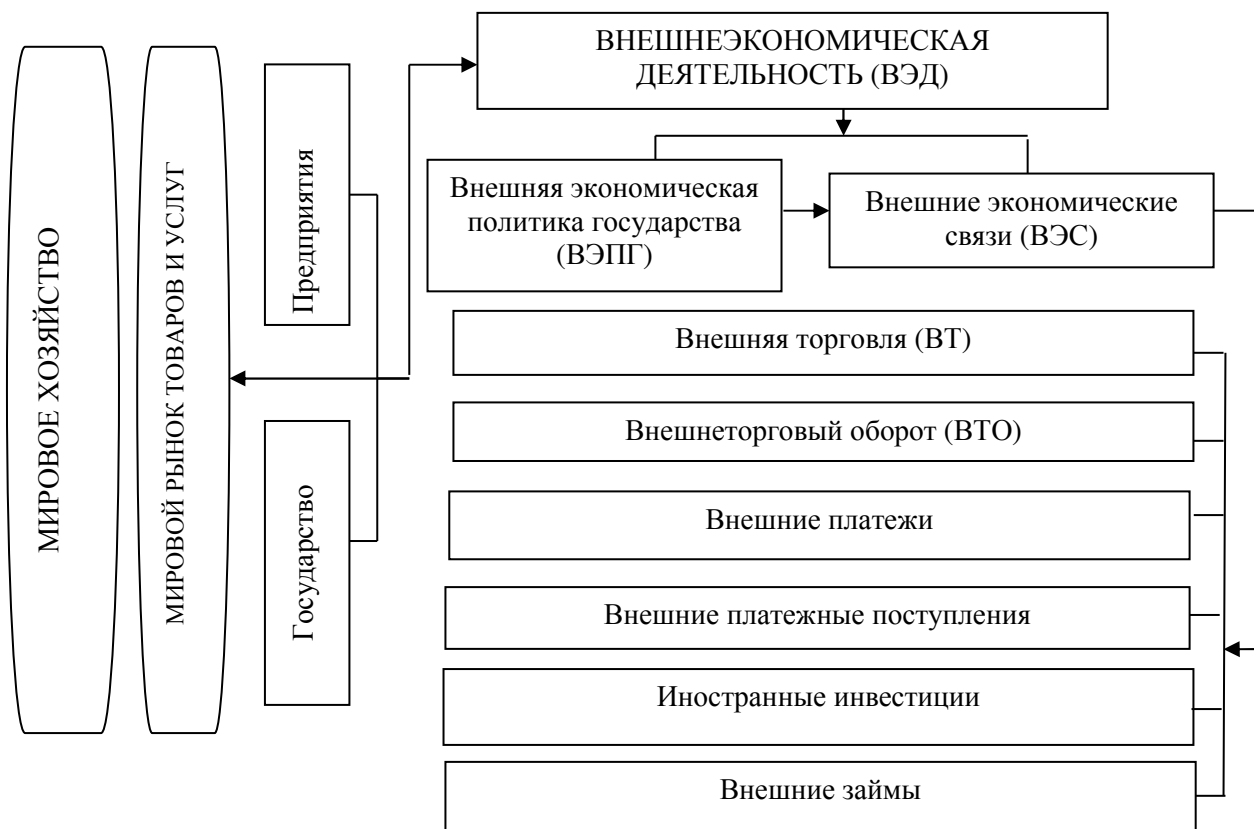 МИРОВОЕ ХОЗЯЙСТВО
МИРОВОЙ РЫНОК ТОВАРОВ И УСЛУГ
Предприятия
Государство
ВНЕШНЕЭКОНОМИЧЕСКАЯ
ДЕЯТЕЛЬНОСТЬ (ВЭД)
Внешняя экономическая
политика государства
(ВЭПГ)
Внешние экономические
связи (ВЭС)
Внешняя торговля (ВТ)
Внешнеторговый оборот (ВТО)
Внешние платежи
Внешние платежные поступления
Иностранные инвестиции
Внешние займы